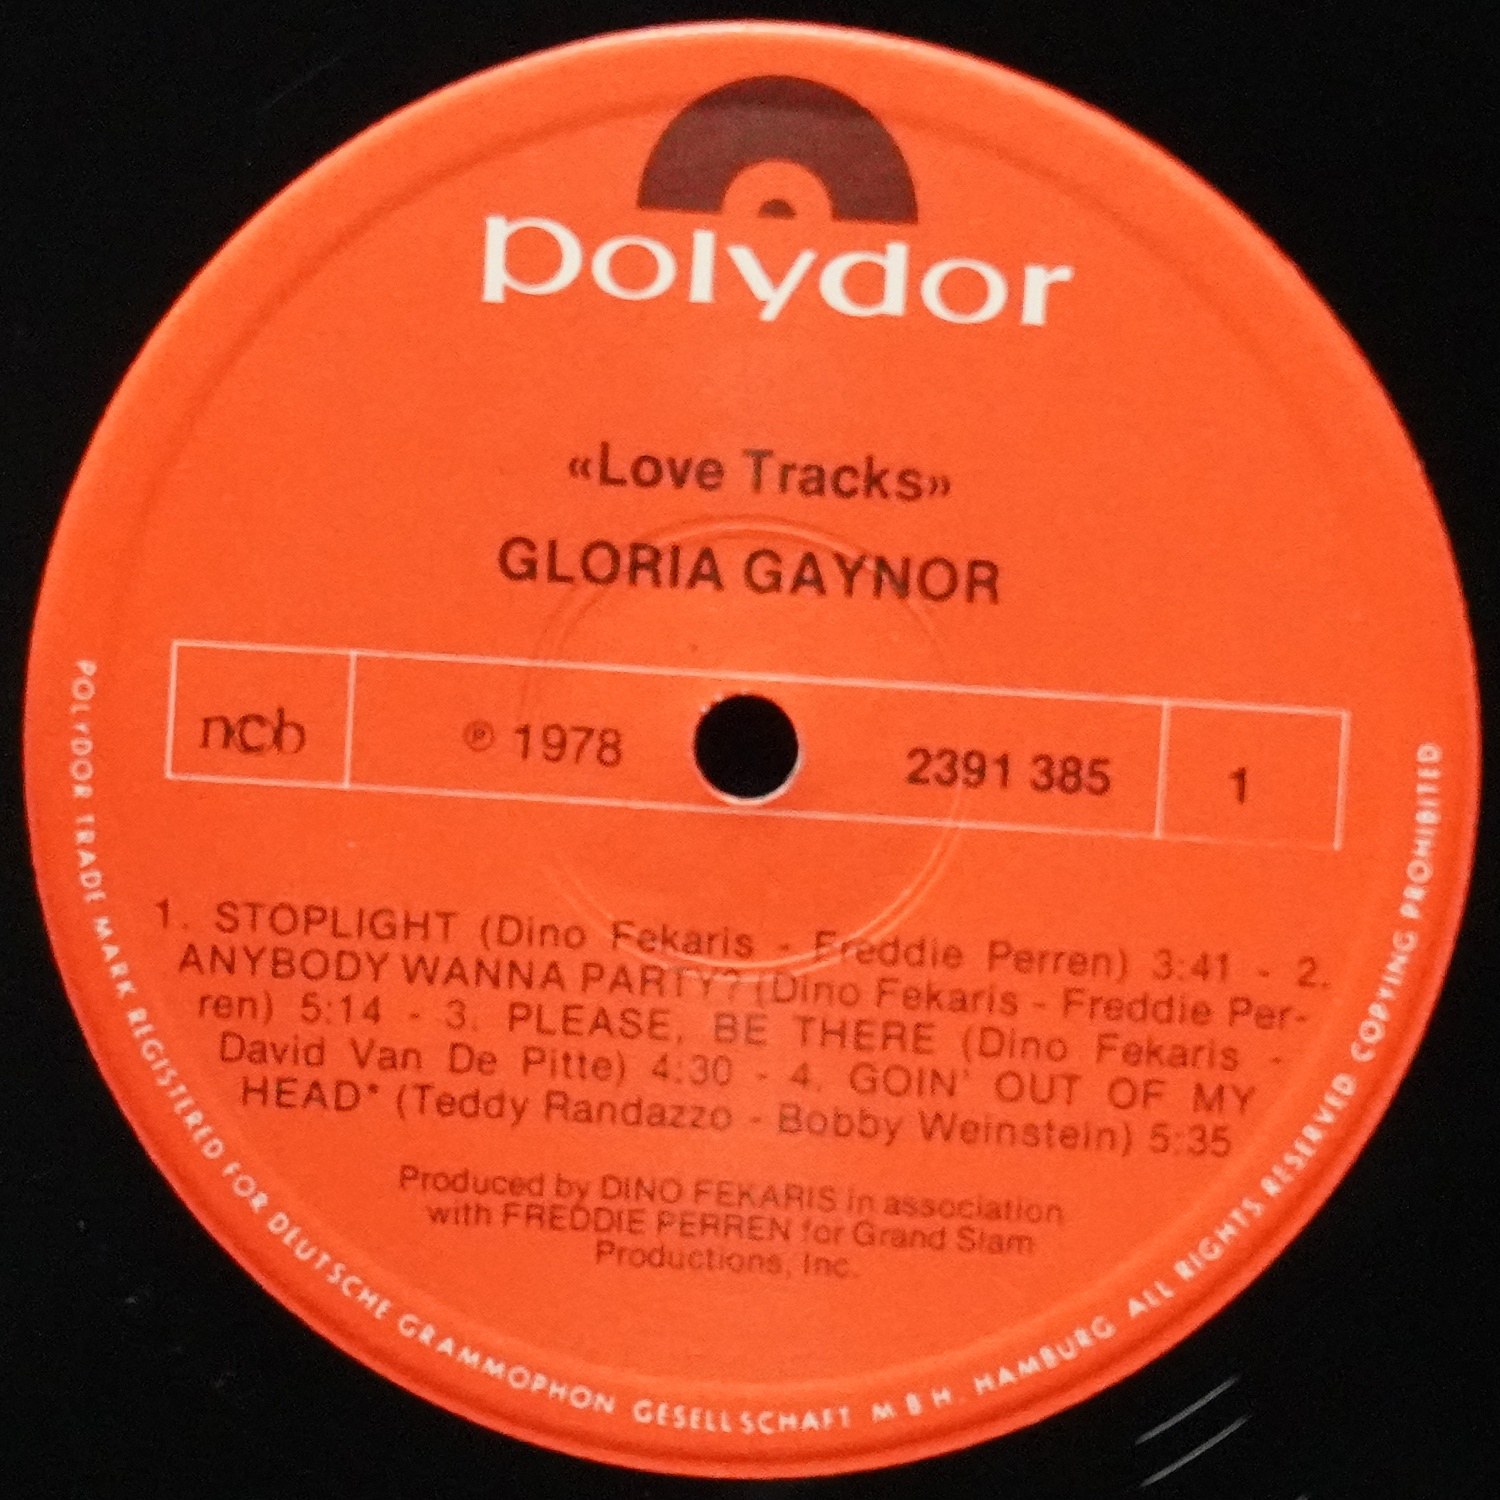 polydor
«Love Tracks»
GLORIA GAYNOR
ncb
℗ 1978
2391 385
1
1. STOPLIGHT (Dino Fekaris - Freddie Perren) 3:41 - 2.
ANYBODY WANNA PARTY? (Dino Fekaris - Freddie Per-
ren) 5:14 - 3. PLEASE, BE THERE (Dino Fekaris -
David Van De Pitte) 4:30 - 4. GOIN' OUT OF MY
HEAD* (Teddy Randazzo - Bobby Weinstein) 5:35
Produced by DINO FEKARIS in association
with FREDDIE PERREN for Grand Slam
Productions, Inc.
POLYDOR TRADE MARK REGISTERED FOR DEUTSCHE GRAMMOPHON GESELLSCHAFT M B H. HAMBURG ALL RIGHTS RESERVED COPYING PROHIBITED